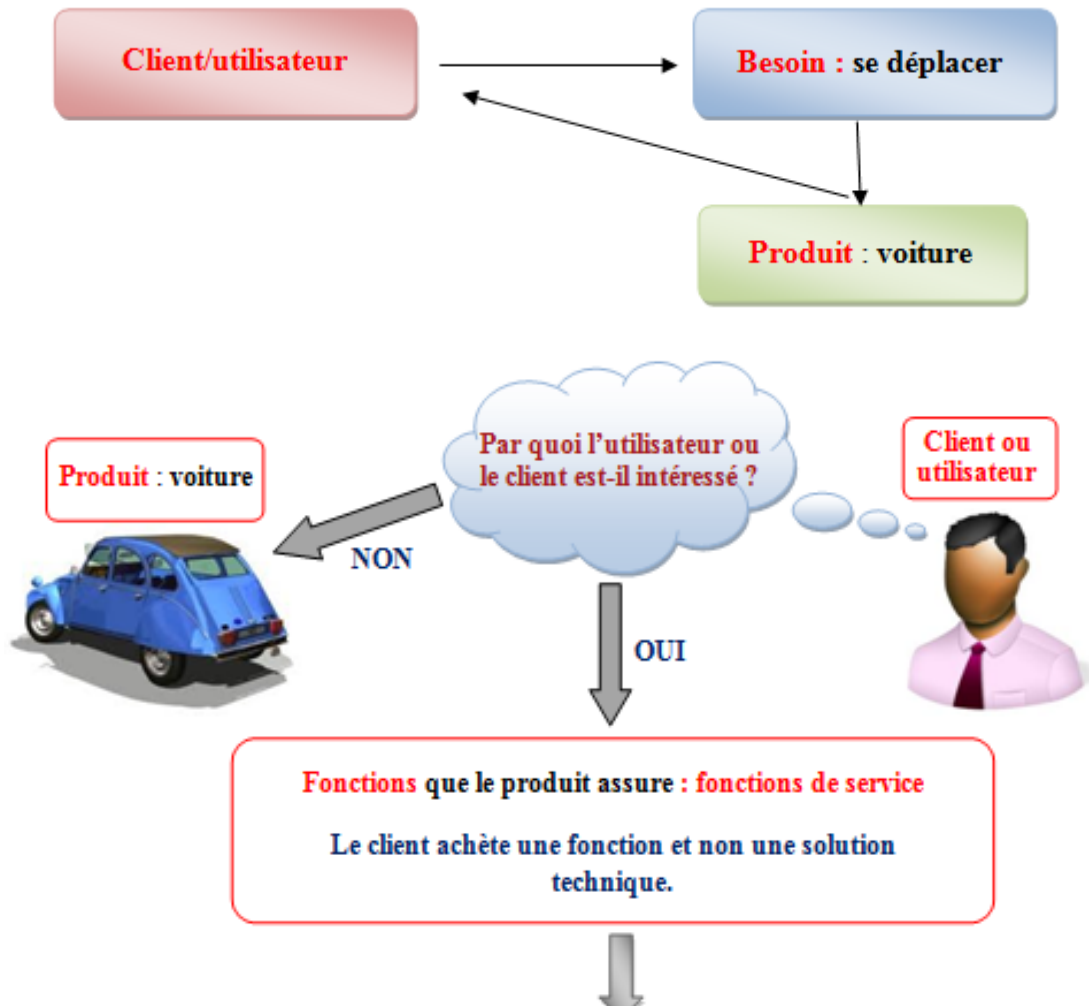 Client/utilisateur
Besoin : se déplacer
Produit : voiture
Par quoi l'utilisateur ou
le client est-il intéressé ?
Client ou
utilisateur
Produit : voiture
NON
OUI
Fonctions que le produit assure : fonctions de service
Le client achète une fonction et non une solution
technique.